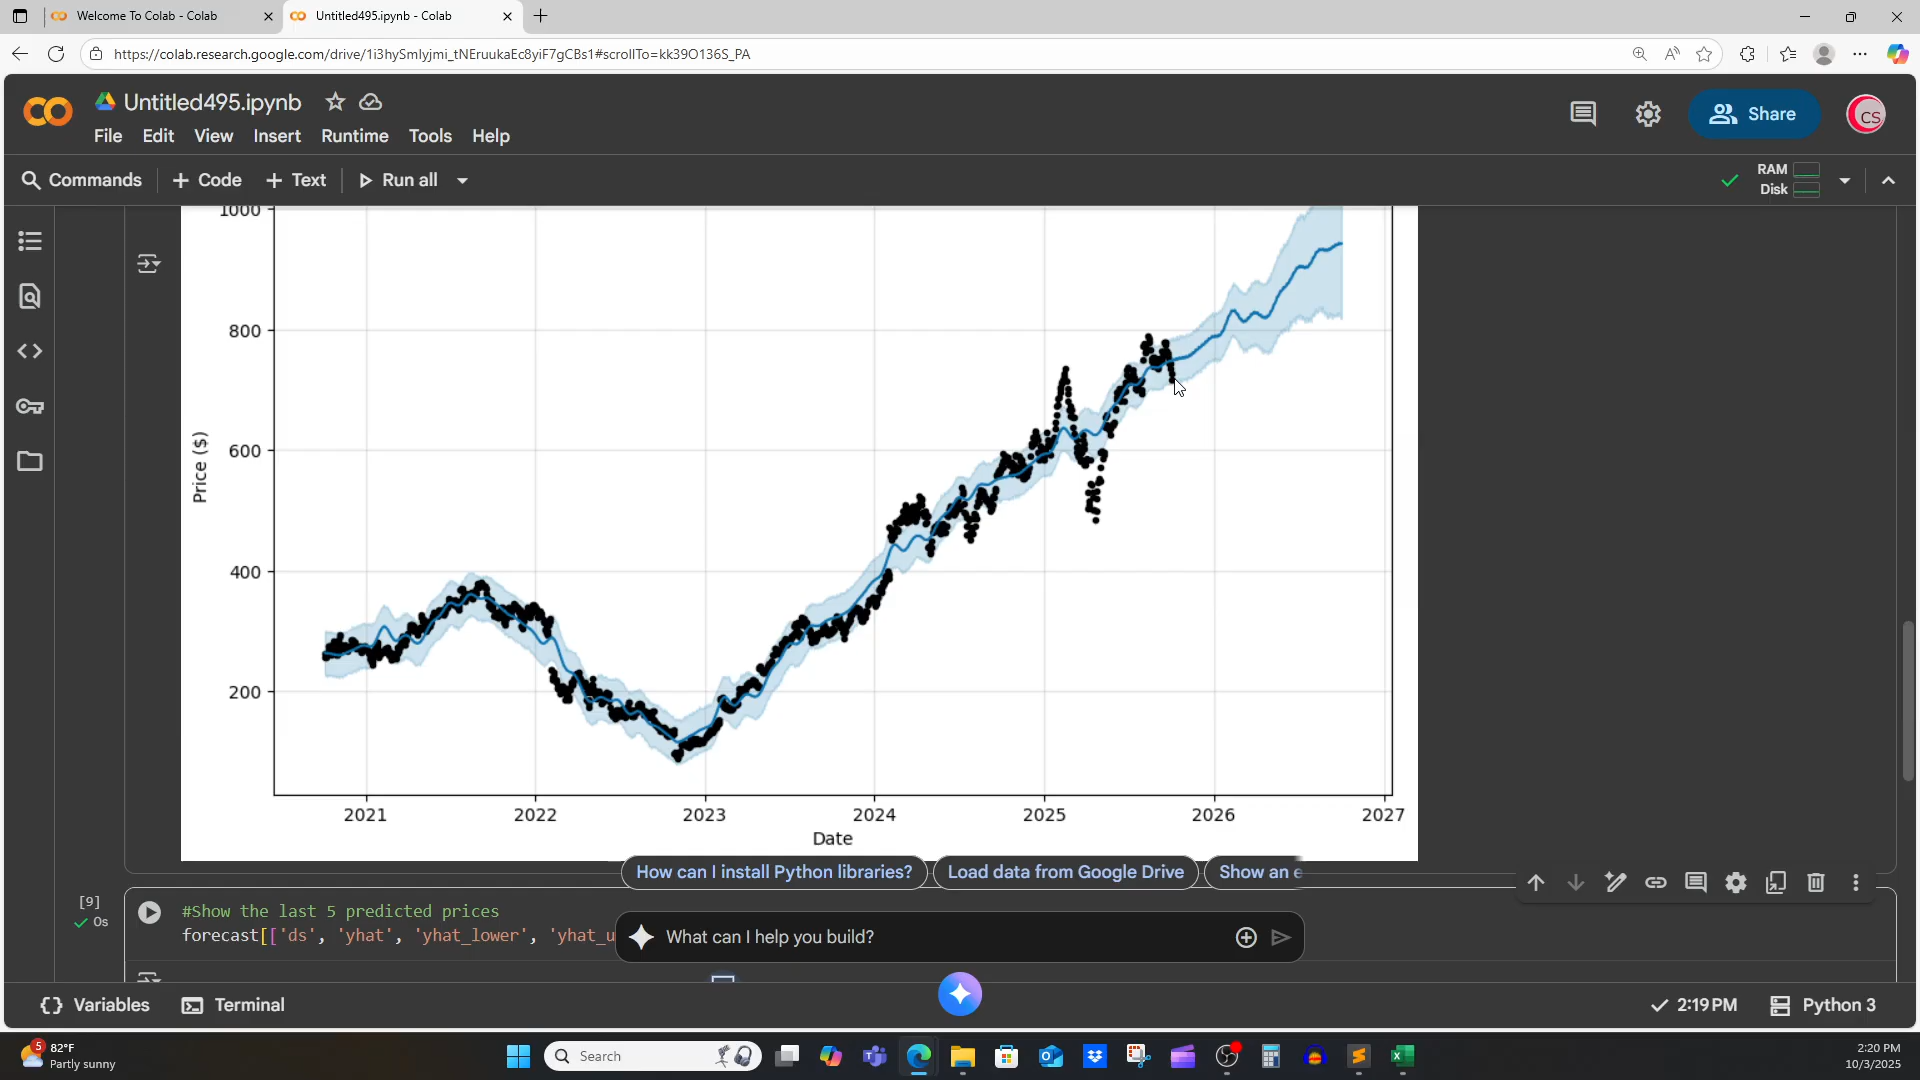 Welcome To Colab - Colab
Untitled495.ipynb - Colab
https://colab.research.google.com/drive/1i3hySmlyjmi_tNEruukaEc8yiF7gCBs1#scrollTo=kk39O136S_PA
Untitled495.ipynb
Share
CS
File Edit View Insert Runtime Tools Help
Commands + Code + Text Run all
RAM
Disk
1000
800
600
400
200
Price ($)
2021 2022 2023 2024 2025 2026 2027
Date
How can I install Python libraries? Load data from Google Drive Show an e
[9]
0s
#Show the last 5 predicted prices
forecast[['ds', 'yhat', 'yhat_lower', 'yhat_u
What can I help you build?
Variables Terminal
2:19 PM Python 3
5
82°F
Partly sunny
Search
2:20 PM
10/3/2025